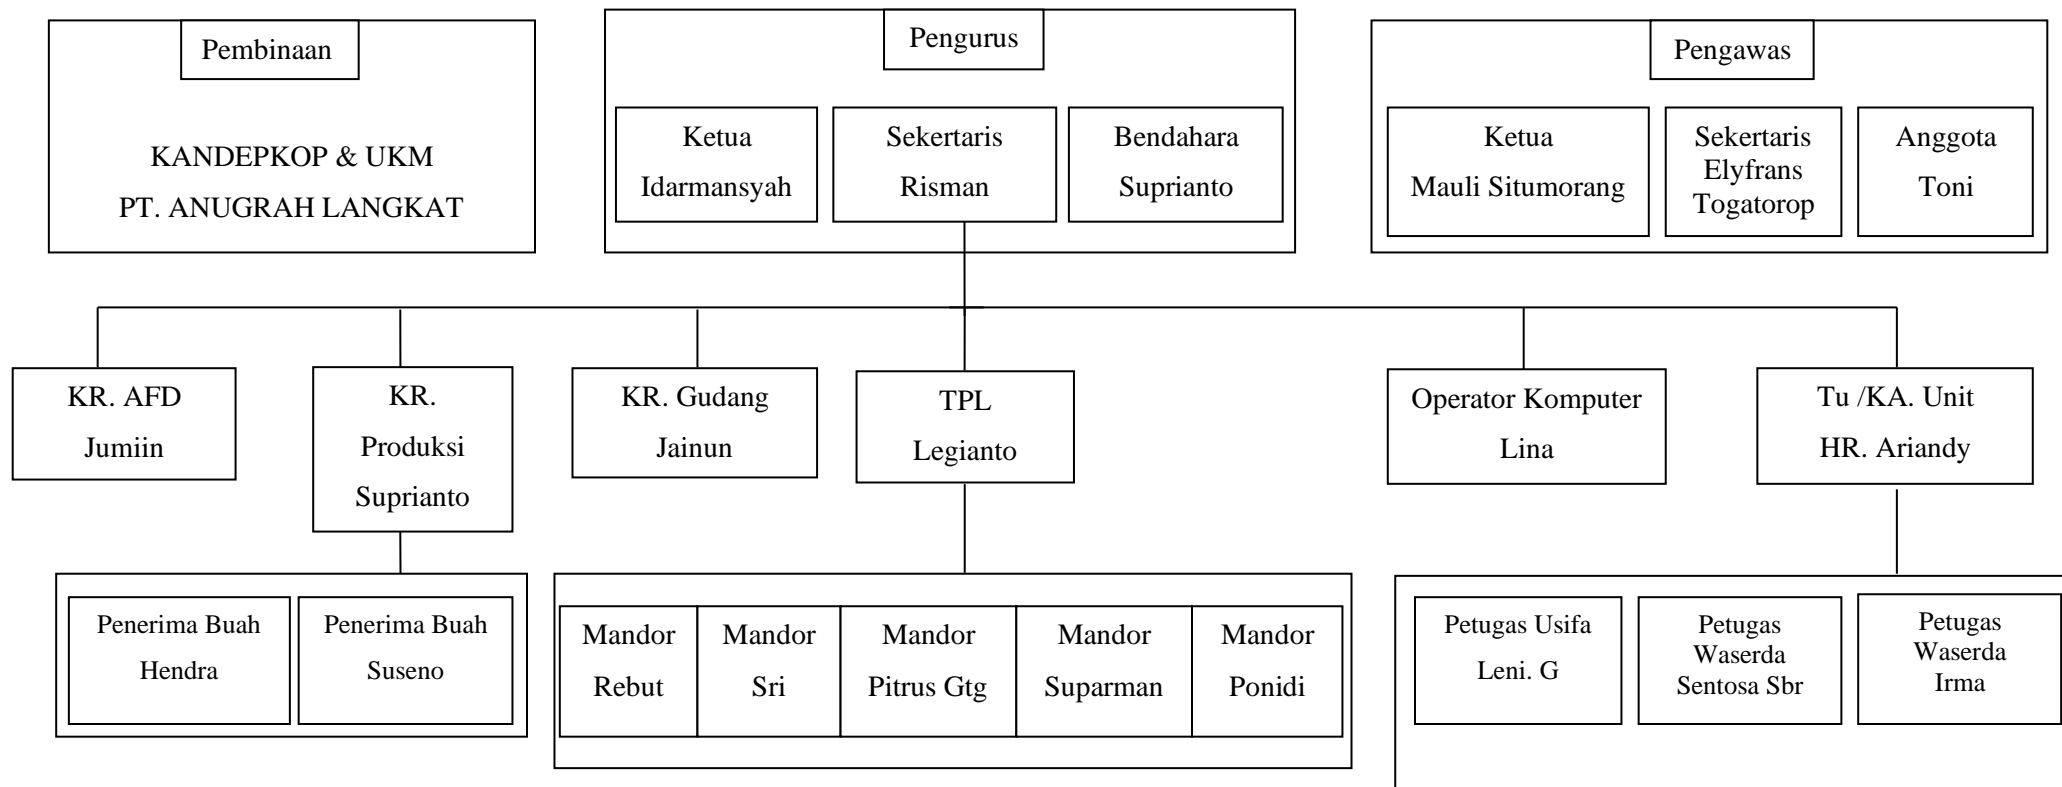 Pembinaan
KANDEPKOP & UKM
PT. ANUGRAH LANGKAT
Pengurus
Ketua
Idarmansyah
Sekertaris
Risman
Bendahara
Suprianto
Pengawas
Ketua
Mauli Situmorang
Sekertaris
Elyfrans
Togatorop
Anggota
Toni
KR. AFD
Jumiin
KR.
Produksi
Suprianto
KR. Gudang
Jainun
TPL
Legianto
Operator Komputer
Lina
Tu /KA. Unit
HR. Ariandy
Penerima Buah
Hendra
Penerima Buah
Suseno
Mandor
Rebut
Mandor
Sri
Mandor
Pitrus Gtg
Mandor
Suparman
Mandor
Ponidi
Petugas Usifa
Leni. G
Petugas
Waserda
Sentosa Sbr
Petugas
Waserda
Irma